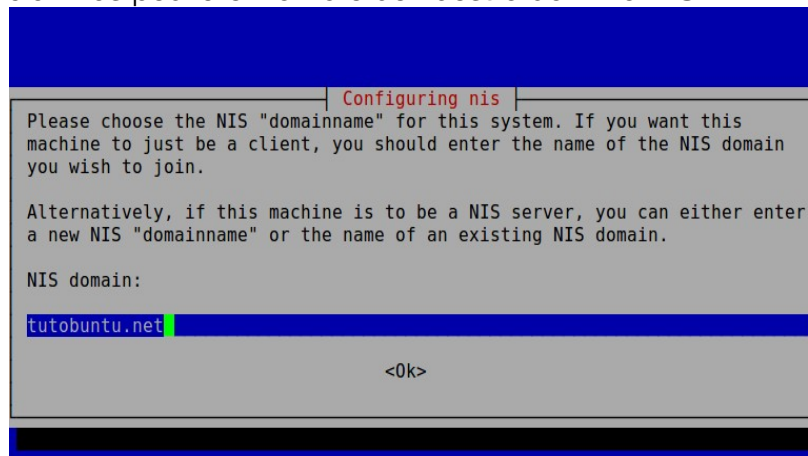 Configuring nis
Please choose the NIS "domainname" for this system. If you want this
machine to just be a client, you should enter the name of the NIS domain
you wish to join.
Alternatively, if this machine is to be a NIS server, you can either enter
a new NIS "domainname" or the name of an existing NIS domain.
NIS domain:
tutobuntu.net
<Ok>